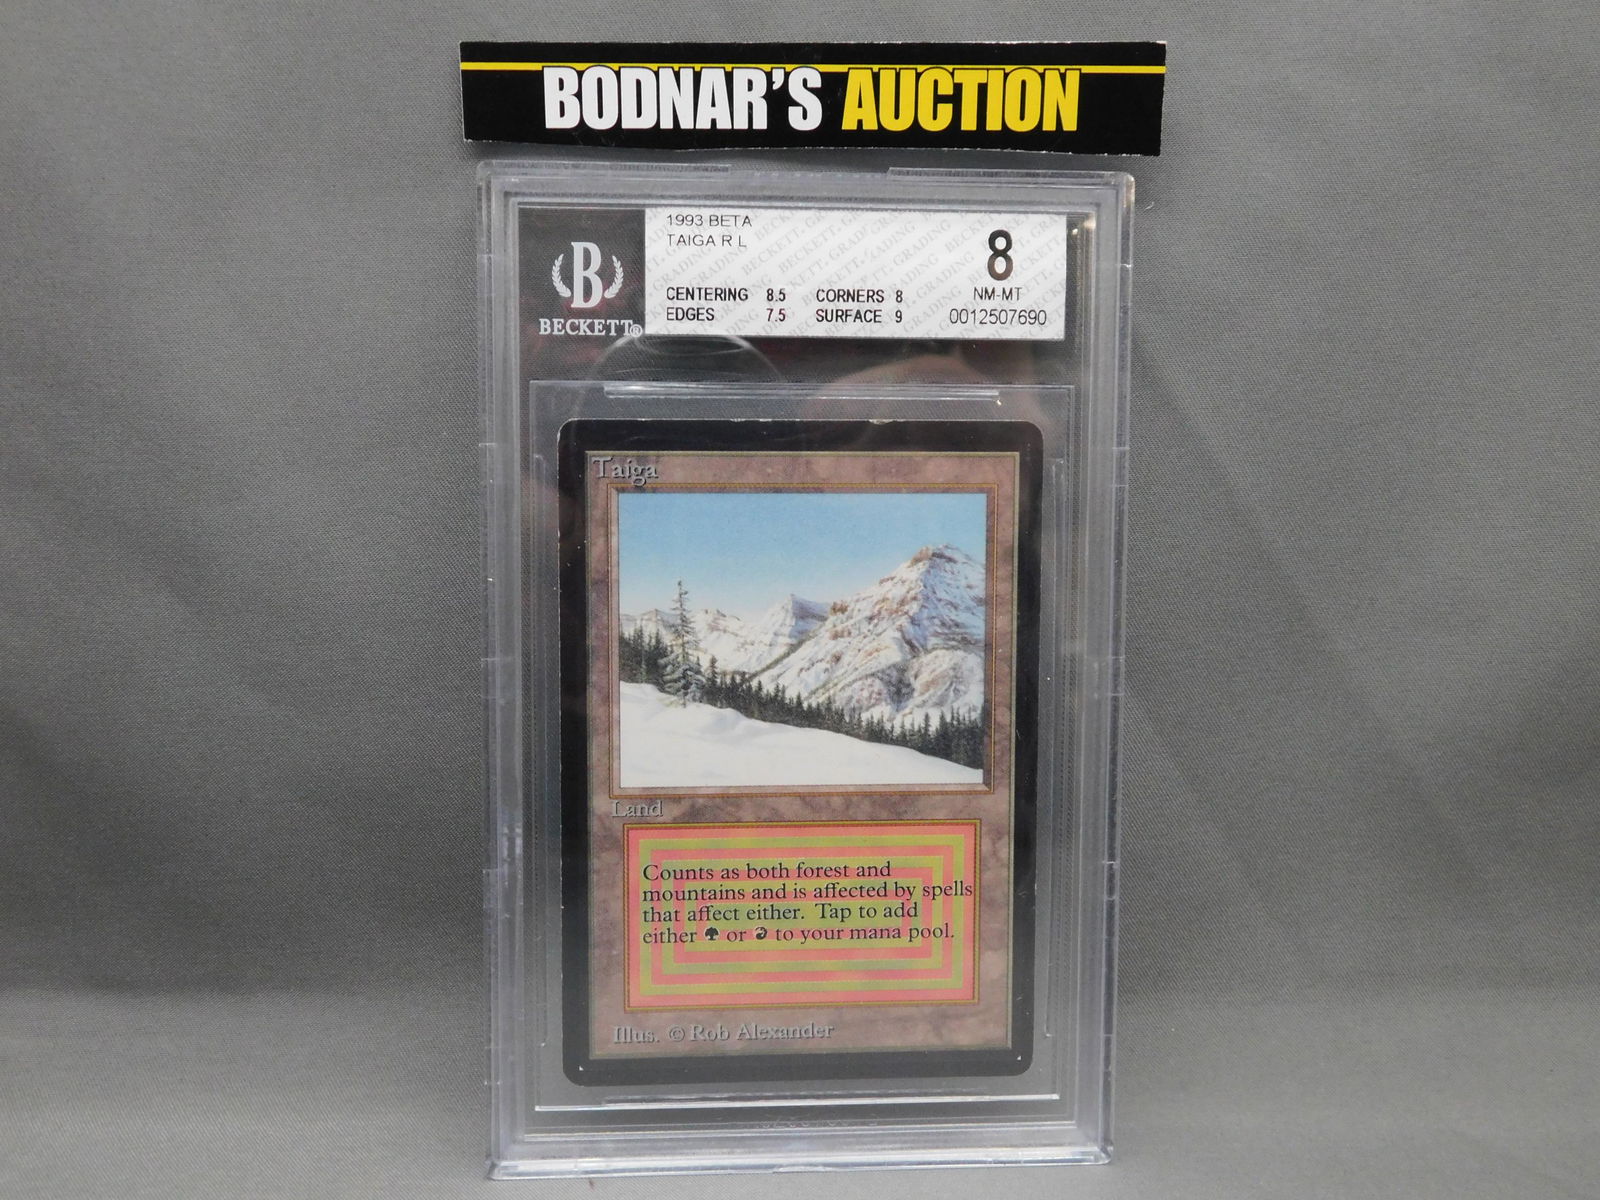 BODNAR'S AUCTION
1993 BETA
TAIGA R L
8
CENTERING 8.5 CORNERS 8 NM-MT
EDGES 7.5 SURFACE 9 0012507690
B
BECKETT®
Taiga
Land
Counts as both forest and
mountains and is affected by spells
that affect either. Tap to add
either or to your mana pool.
Illus. © Rob Alexander